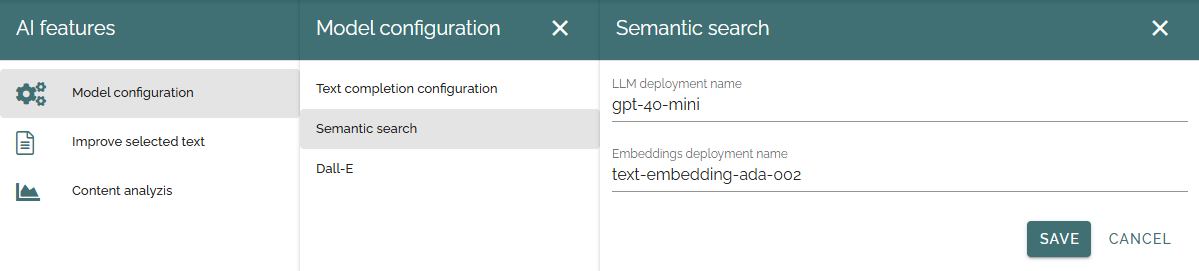 AI features
Model configuration
Improve selected text
Content analyzis
Model configuration
Text completion configuration
Semantic search
Dall-E
Semantic search
LLM deployment name
gpt-4o-mini
Embeddings deployment name
text-embedding-ada-002
SAVE CANCEL